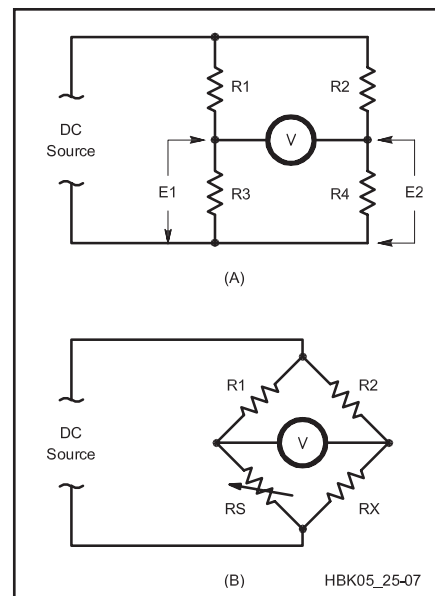 R1
R2
DC
Source
V
E1
R3
R4
E2
(A)
R1
R2
DC
Source
V
RS
RX
(B)
HBK05_25-07